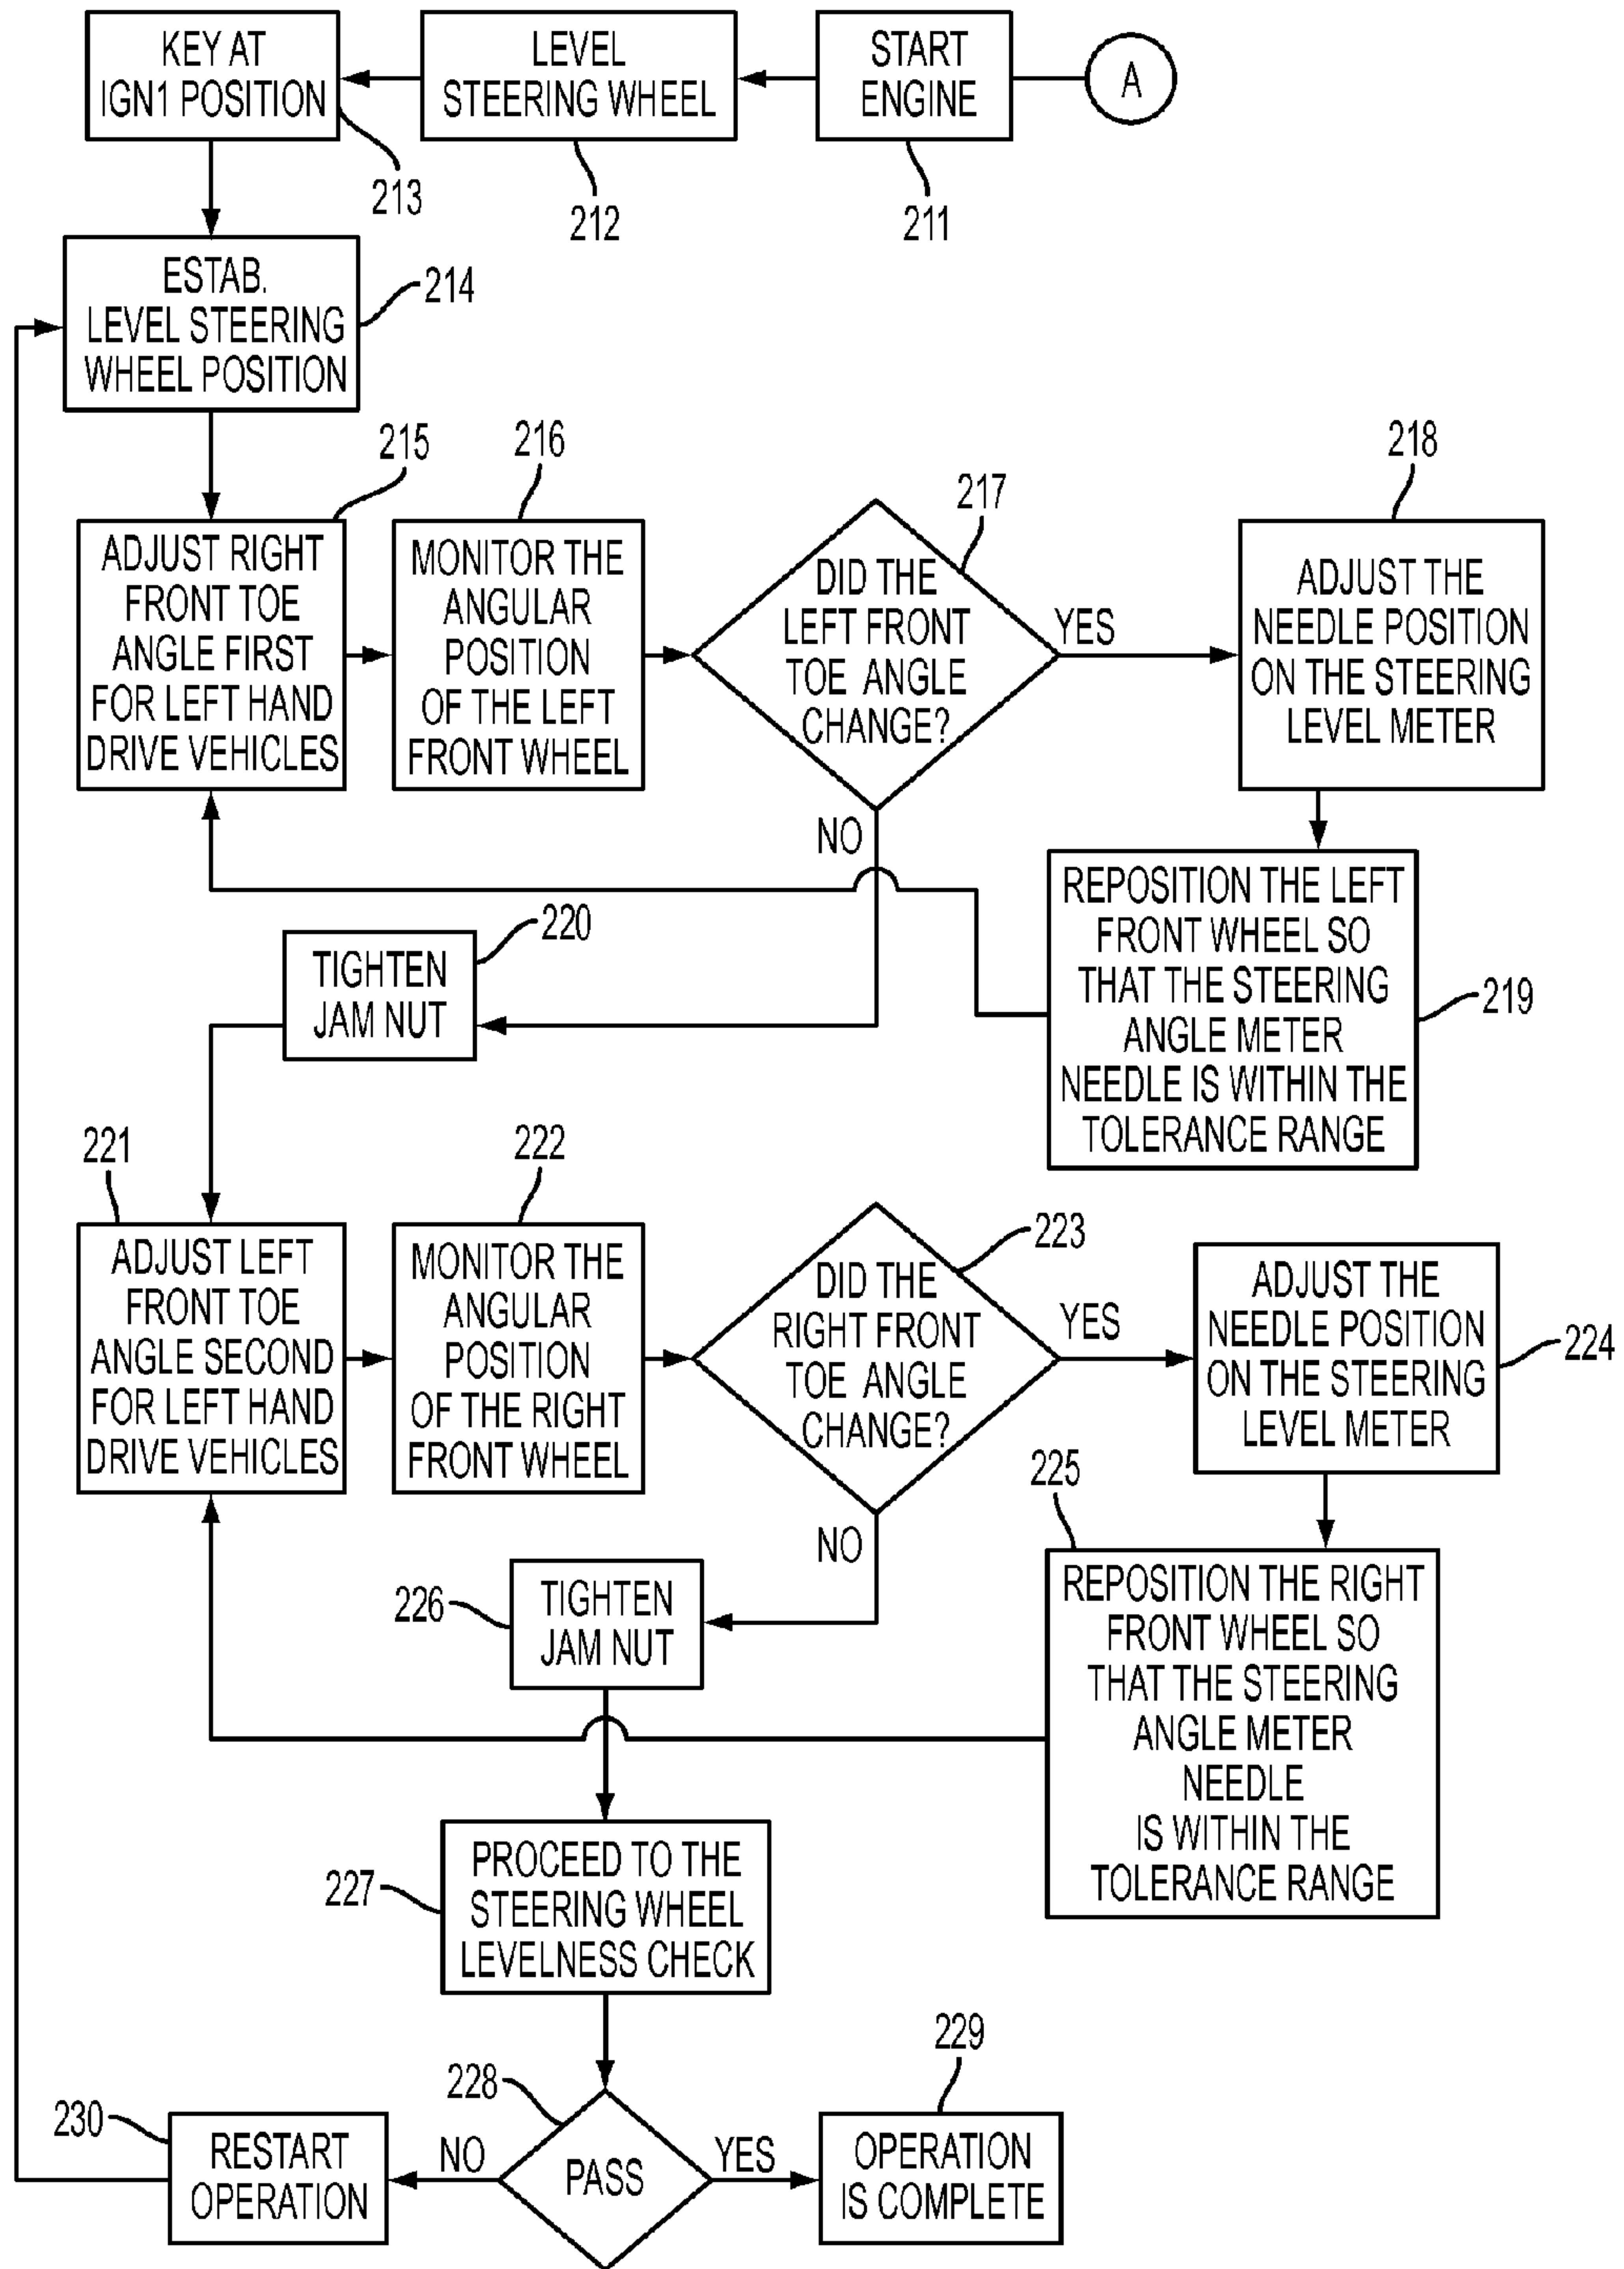 KEY AT
IGN1 POSITION
213
LEVEL
STEERING WHEEL
212
START
ENGINE
211
A
ESTAB.
LEVEL STEERING
WHEEL POSITION
214
215
ADJUST RIGHT
FRONT TOE
ANGLE FIRST
FOR LEFT HAND
DRIVE VEHICLES
216
MONITOR THE
ANGULAR
POSITION
OF THE LEFT
FRONT WHEEL
217
DID THE
LEFT FRONT
TOE ANGLE
CHANGE?
YES
NO
218
ADJUST THE
NEEDLE POSITION
ON THE STEERING
LEVEL METER
REPOSITION THE LEFT
FRONT WHEEL SO
THAT THE STEERING
ANGLE METER
NEEDLE IS WITHIN THE
TOLERANCE RANGE
219
220
TIGHTEN
JAM NUT
221
ADJUST LEFT
FRONT TOE
ANGLE SECOND
FOR LEFT HAND
DRIVE VEHICLES
222
MONITOR THE
ANGULAR
POSITION
OF THE RIGHT
FRONT WHEEL
223
DID THE
RIGHT FRONT
TOE ANGLE
CHANGE?
YES
NO
ADJUST THE
NEEDLE POSITION
ON THE STEERING
LEVEL METER
224
225
REPOSITION THE RIGHT
FRONT WHEEL SO
THAT THE STEERING
ANGLE METER
NEEDLE
IS WITHIN THE
TOLERANCE RANGE
226
TIGHTEN
JAM NUT
227
PROCEED TO THE
STEERING WHEEL
LEVELNESS CHECK
228
PASS
NO
YES
229
OPERATION
IS COMPLETE
230
RESTART
OPERATION